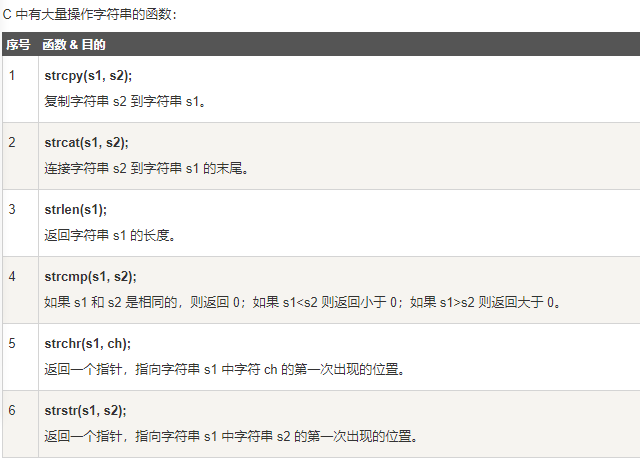 C 中有大量操作字符串的函数：
序号 函数 & 目的
1 strcpy(s1, s2);
复制字符串 s2 到字符串 s1。
2 strcat(s1, s2);
连接字符串 s2 到字符串 s1 的末尾。
3 strlen(s1);
返回字符串 s1 的长度。
4 strcmp(s1, s2);
如果 s1 和 s2 是相同的，则返回 0；如果 s1<s2 则返回小于 0；如果 s1>s2 则返回大于 0。
5 strchr(s1, ch);
返回一个指针，指向字符串 s1 中字符 ch 的第一次出现的位置。
6 strstr(s1, s2);
返回一个指针，指向字符串 s1 中字符串 s2 的第一次出现的位置。